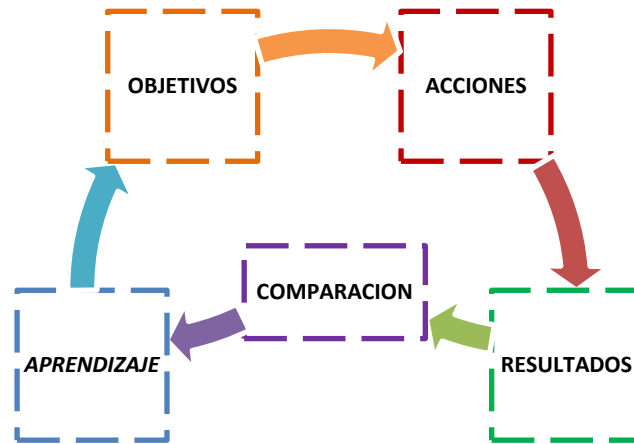 OBJETIVOS
ACCIONES
COMPARACION
APRENDIZAJE
RESULTADOS